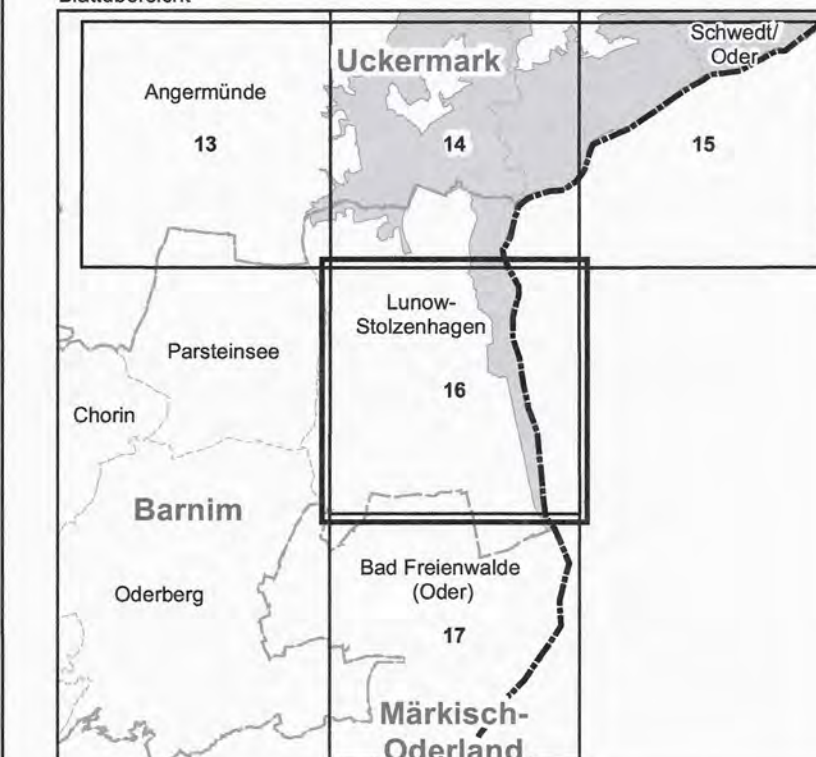 Blattübersicht
Schwedt/
Oder
Uckermark
Angermünde
13
14
15
Lunow-
Stolzenhagen
Parsteinsee
16
Chorin
Barnim
Bad Freienwalde
(Oder)
Oderberg
17
Märkisch-
Oderland